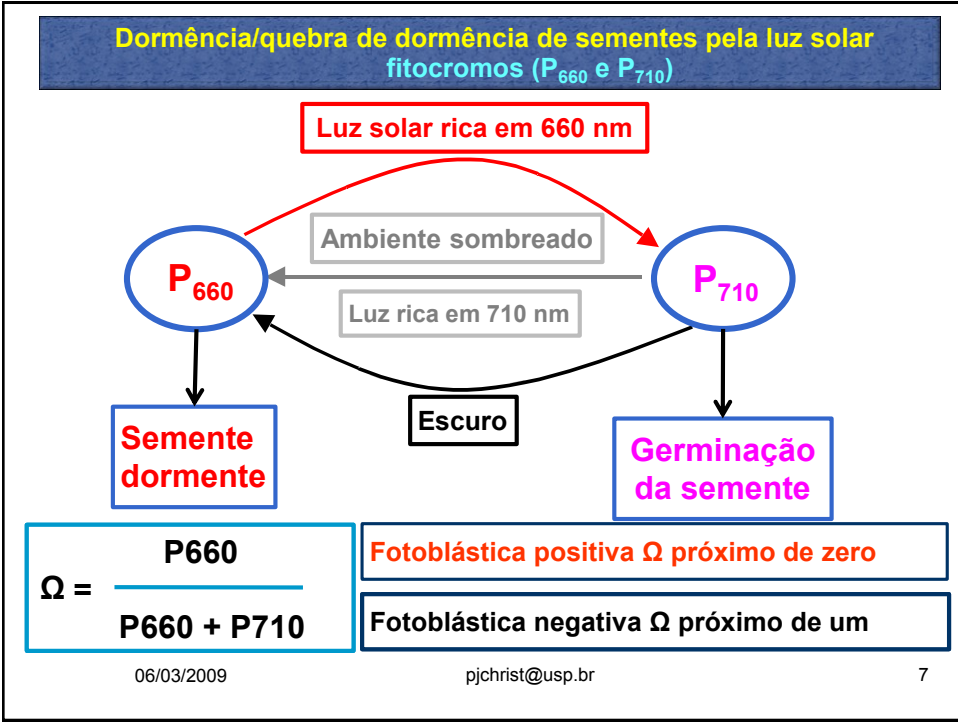 Dormência/quebra de dormência de sementes pela luz solar
fitocromos (P660 e P710)
Luz solar rica em 660 nm
Ambiente sombreado
P660
P710
Luz rica em 710 nm
Escuro
Semente
dormente
Germinação
da semente
P660
Ω =
P660 + P710
Fotoblástica positiva Ω próximo de zero
Fotoblástica negativa Ω próximo de um
06/03/2009
pjchrist@usp.br
7